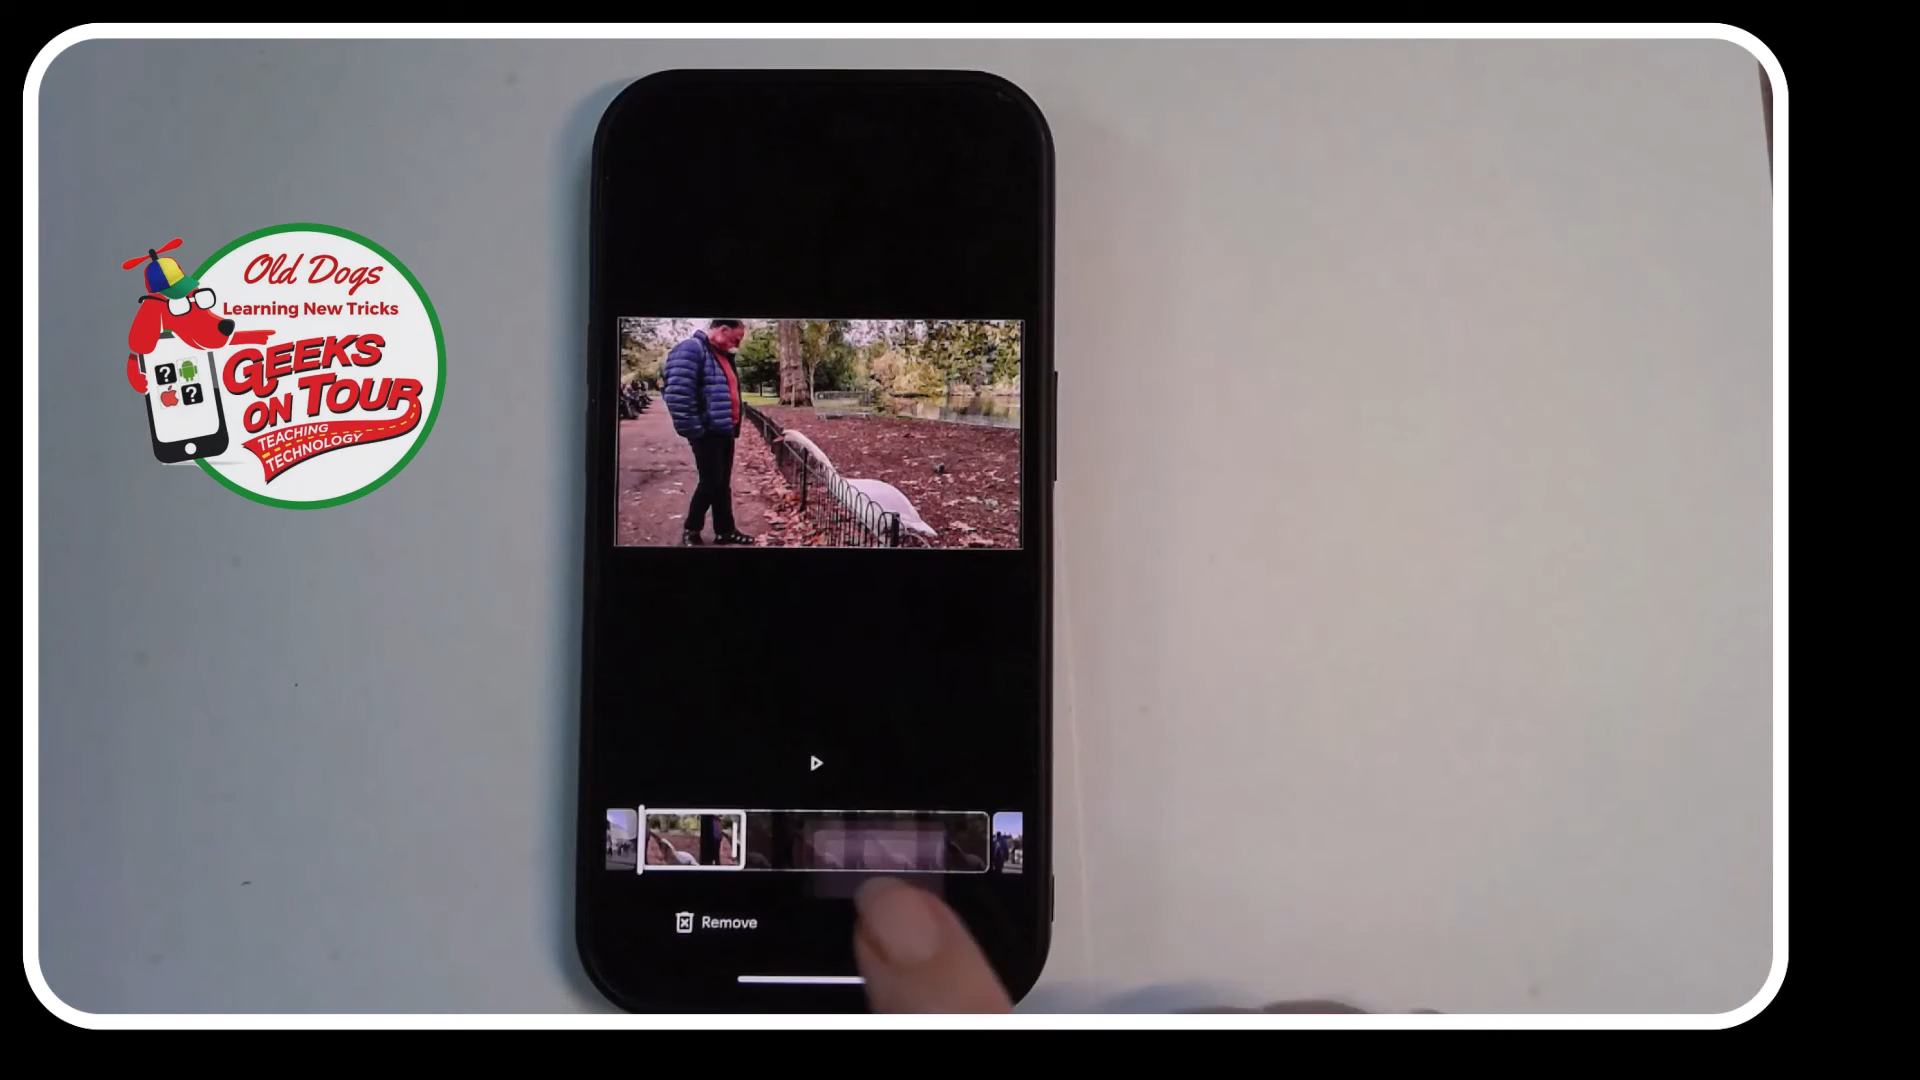 Old Dogs
Learning New Tricks
GEEKS
ON TOUR
TEACHING
TECHNOLOGY
? 
?
Remove